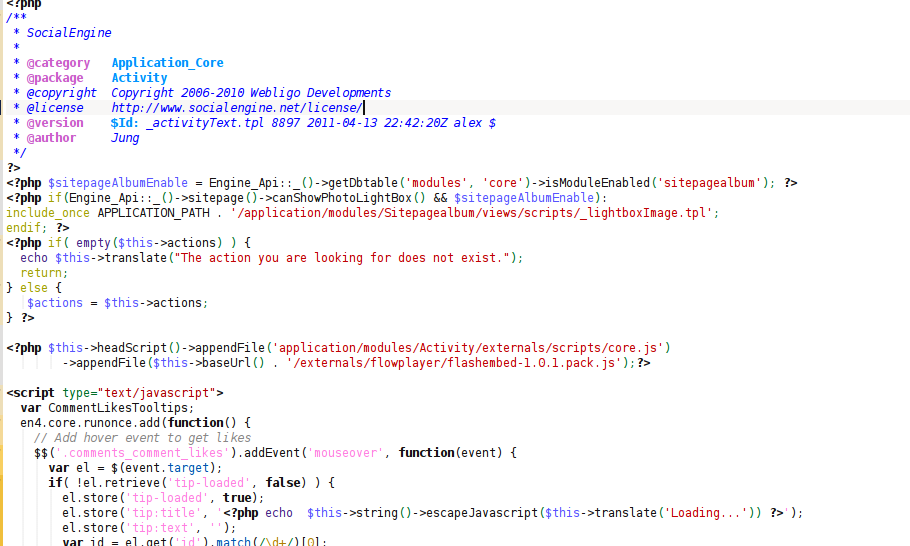 <?php
/**
 * SocialEngine
 *
 * @category   Application_Core
 * @package    Activity
 * @copyright  Copyright 2006-2010 Webligo Developments
 * @license    http://www.socialengine.net/license/
 * @version    $Id: _activityText.tpl 8897 2011-04-13 22:42:20Z alex $
 * @author     Jung
 */
?>
<?php $sitepageAlbumEnable = Engine_Api::_()->getDbtable('modules', 'core')->isModuleEnabled('sitepagealbum'); ?>
<?php if(Engine_Api::_()->sitepage()->canShowPhotoLightBox() && $sitepageAlbumEnable):
include_once APPLICATION_PATH . '/application/modules/Sitepagealbum/views/scripts/_lightboxImage.tpl';
endif; ?>
<?php if( empty($this->actions) ) {
  echo $this->translate("The action you are looking for does not exist.");
  return;
} else {
   $actions = $this->actions;
} ?>

<?php $this->headScript()->appendFile('application/modules/Activity/externals/scripts/core.js')
        ->appendFile($this->baseUrl() . '/externals/flowplayer/flashembed-1.0.1.pack.js');?>

<script type="text/javascript">
  var CommentLikesTooltips;
  en4.core.runonce.add(function() {
    // Add hover event to get likes
    $$('.comments_comment_likes').addEvent('mouseover', function(event) {
      var el = $(event.target);
      if( !el.retrieve('tip-loaded', false) ) {
        el.store('tip-loaded', true);
        el.store('tip:title', '<?php echo  $this->string()->escapeJavascript($this->translate('Loading...')) ?>');
        el.store('tip:text', '');
        var id = el.get('id').match(/\d+/)[0];